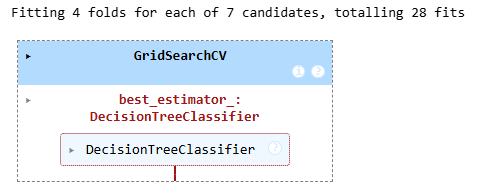 Fitting 4 folds for each of 7 candidates, totalling 28 fits
GridSearchCV
i ?
best_estimator_:
DecisionTreeClassifier
DecisionTreeClassifier ?